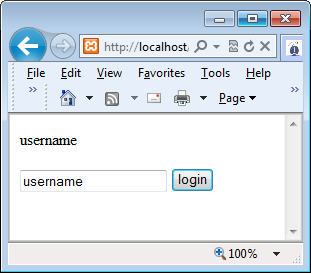 http://localhost/
File Edit View Favorites Tools Help
Page
username
username login
100%